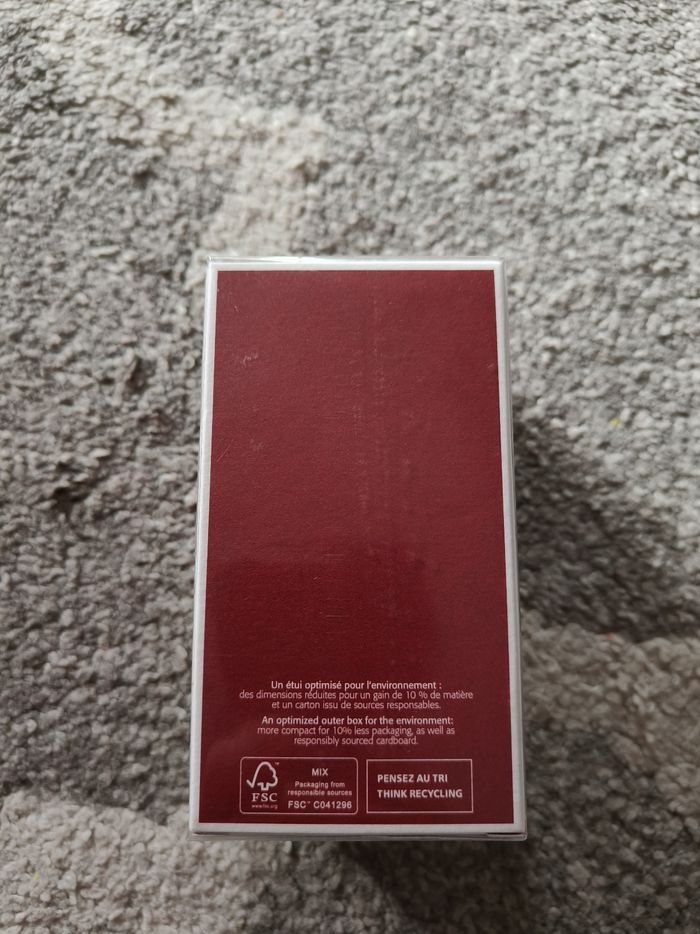 Un étui optimisé pour l'environnement :
des dimensions réduites pour un gain de 10 % de matière
et un carton issu de sources responsables.
An optimized outer box for the environment:
more compact for 10% less packaging, as well as
responsibly sourced cardboard.
FSC
www.fsc.org
MIX
Packaging from
responsible sources
FSC™ C041296
PENSEZ AU TRI
THINK RECYCLING